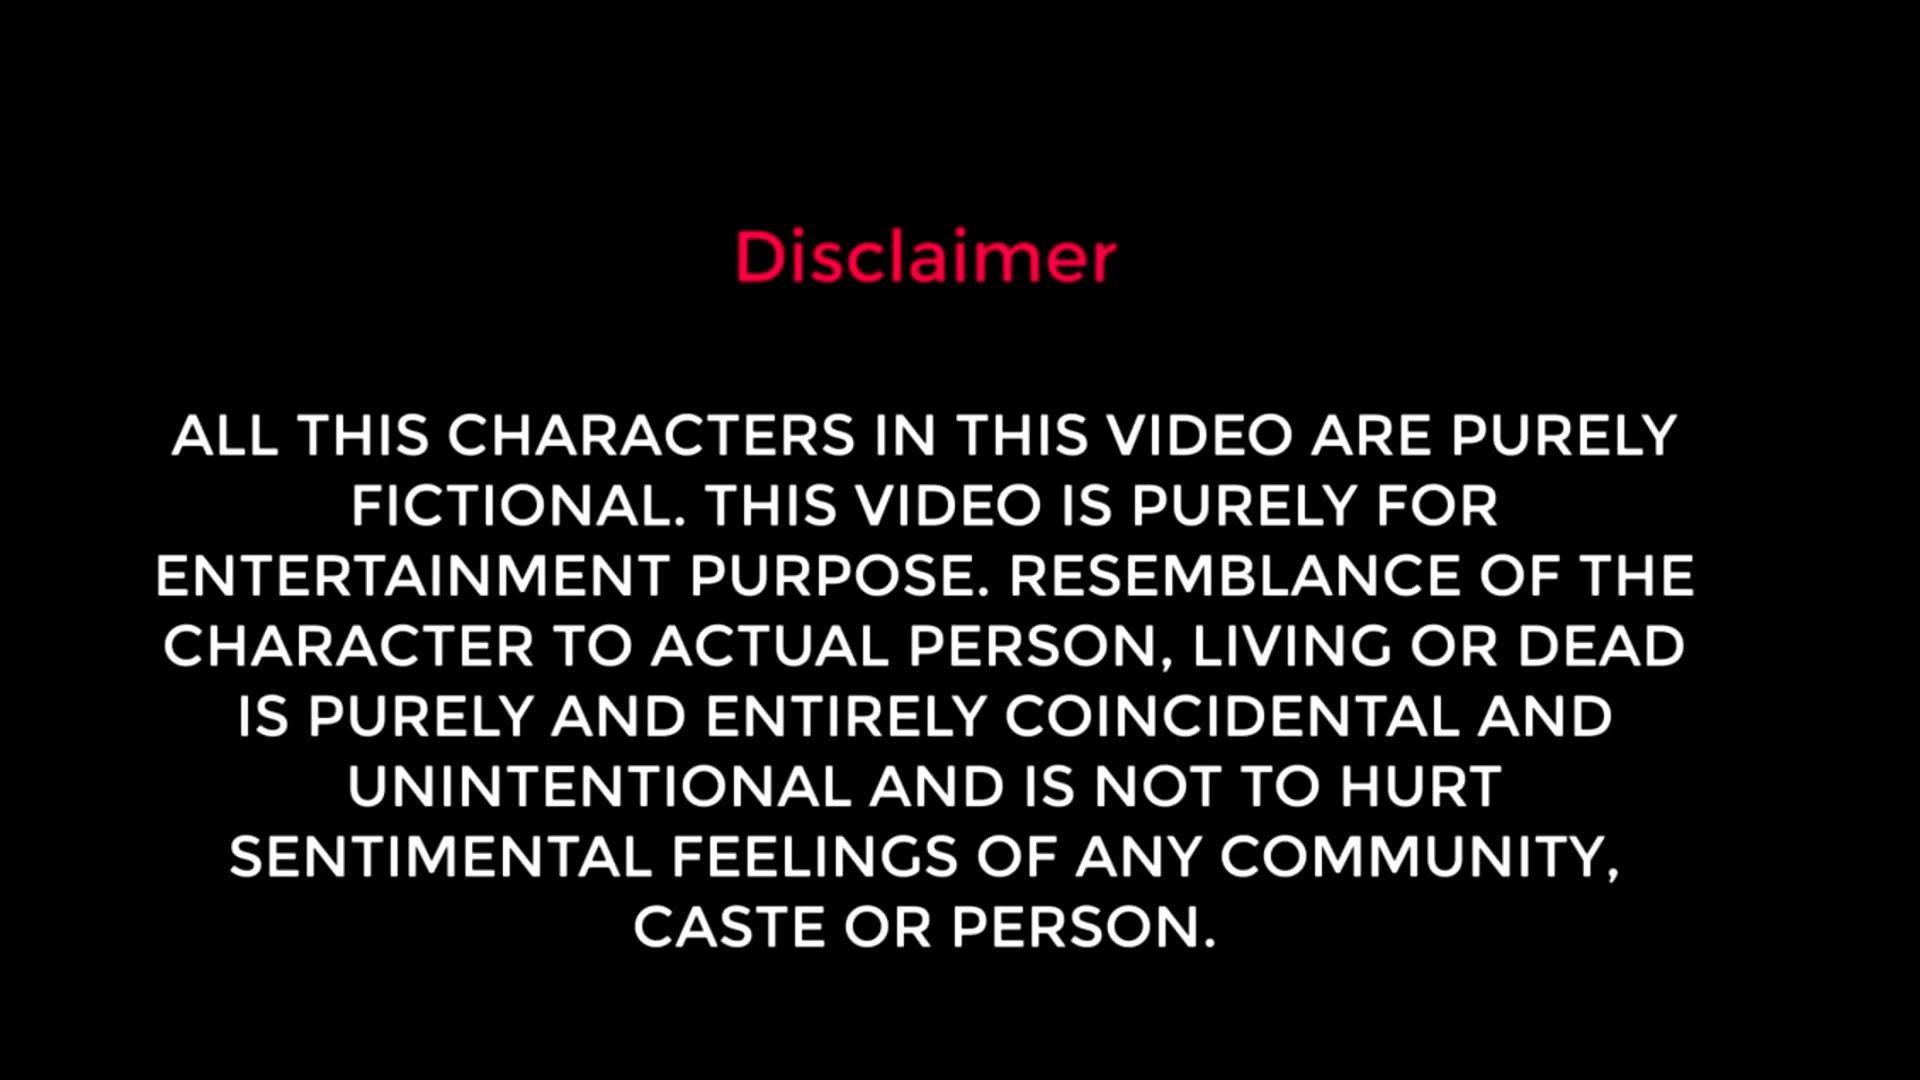 Disclaimer
ALL THIS CHARACTERS IN THIS VIDEO ARE PURELY
FICTIONAL. THIS VIDEO IS PURELY FOR
ENTERTAINMENT PURPOSE. RESEMBLANCE OF THE
CHARACTER TO ACTUAL PERSON, LIVING OR DEAD
IS PURELY AND ENTIRELY COINCIDENTAL AND
UNINTENTIONAL AND IS NOT TO HURT
SENTIMENTAL FEELINGS OF ANY COMMUNITY,
CASTE OR PERSON.